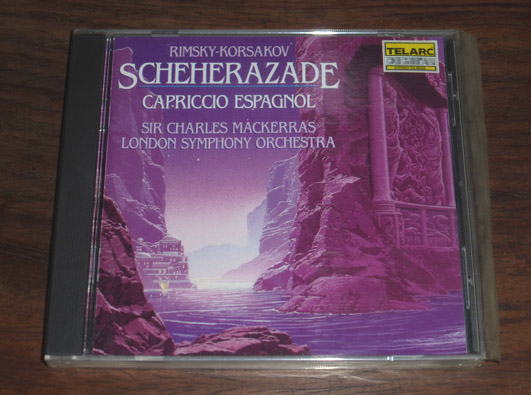 RIMSKY-KORSAKOV
SCHEHERAZADE
CAPRICCIO ESPAGNOL
SIR CHARLES MACKERRAS
LONDON SYMPHONY ORCHESTRA
TELARC